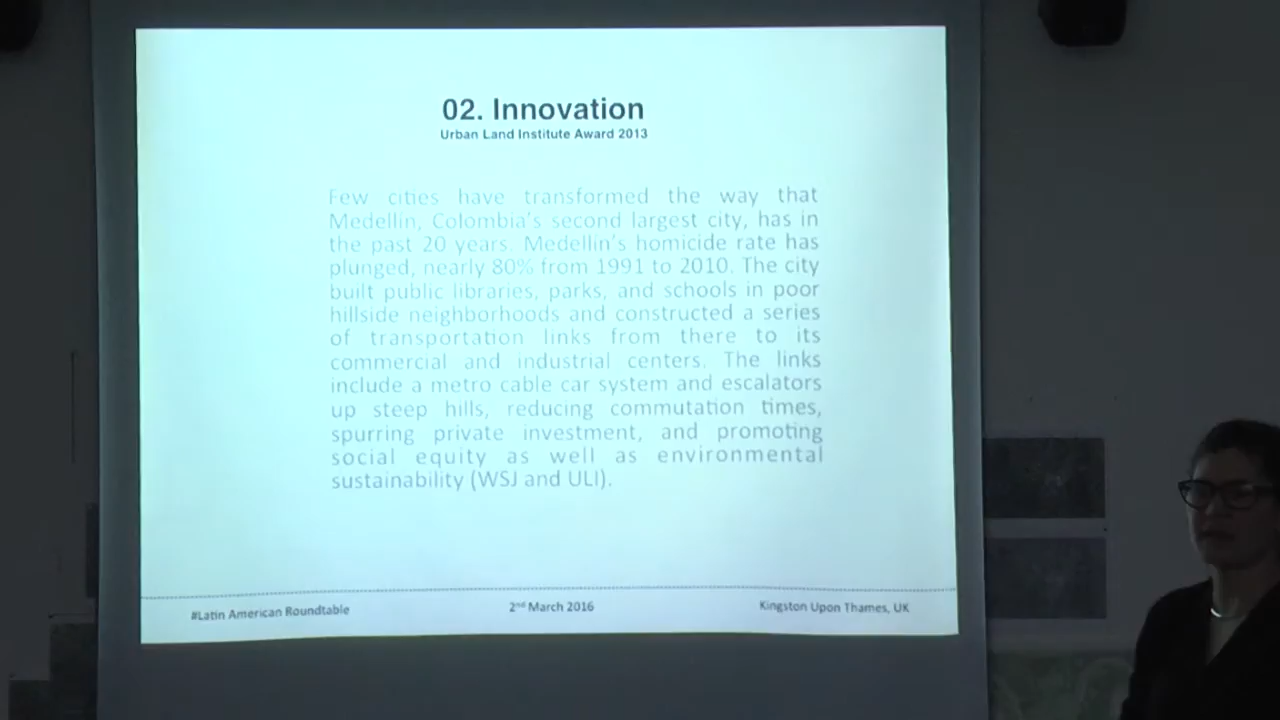 02. Innovation
Urban Land Institute Award 2013
Few cities have transformed the way that
Medellin, Colombia's second largest city, has in
the past 20 years. Medellin's homicide rate has
plunged, nearly 80% from 1991 to 2010. The city
built public libraries, parks, and schools in poor
hillside neighborhoods and constructed a series
of transportation links from there to its
commercial and industrial centers. The links
include a metro cable car system and escalators
up steep hills, reducing commutation times,
spurring private investment, and promoting
social equity as well as environmental
sustainability (WSJ and ULI).
#Latin American Roundtable
2nd March 2016
Kingston Upon Thames, UK